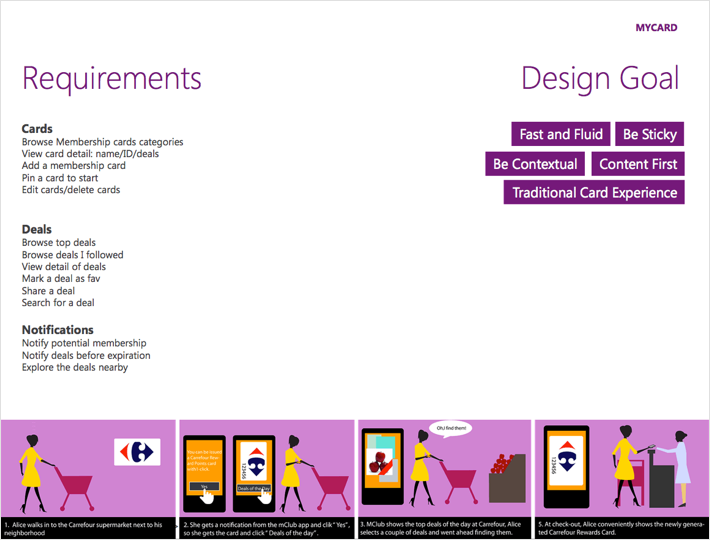 MYCARD
Requirements
Design Goal
Cards
Browse Membership cards categories
View card detail: name/ID/deals
Add a membership card
Pin a card to start
Edit cards/delete cards
Fast and Fluid
Be Sticky
Be Contextual
Content First
Traditional Card Experience
Deals
Browse top deals
Browse deals I followed
View detail of deals
Mark a deal as fav
Share a deal
Search for a deal
Notifications
Notify potential membership
Notify deals before expiration
Explore the deals nearby
Yes
123456
Deals of the Day
Oh,I find them!
123456
1. Alice walks in to the Carrefour supermarket next to his
neighborhood
2. She gets a notification from the mClub app and clik " Yes",
so she gets the card and click " Deals of the day" .
3. MClub shows the top deals of the day at Carrefour, Alice
selects a couple of deals and went ahead finding them.
5. At check-out, Alice conveniently shows the newly genera-
ted Carrefour Rewards Card.